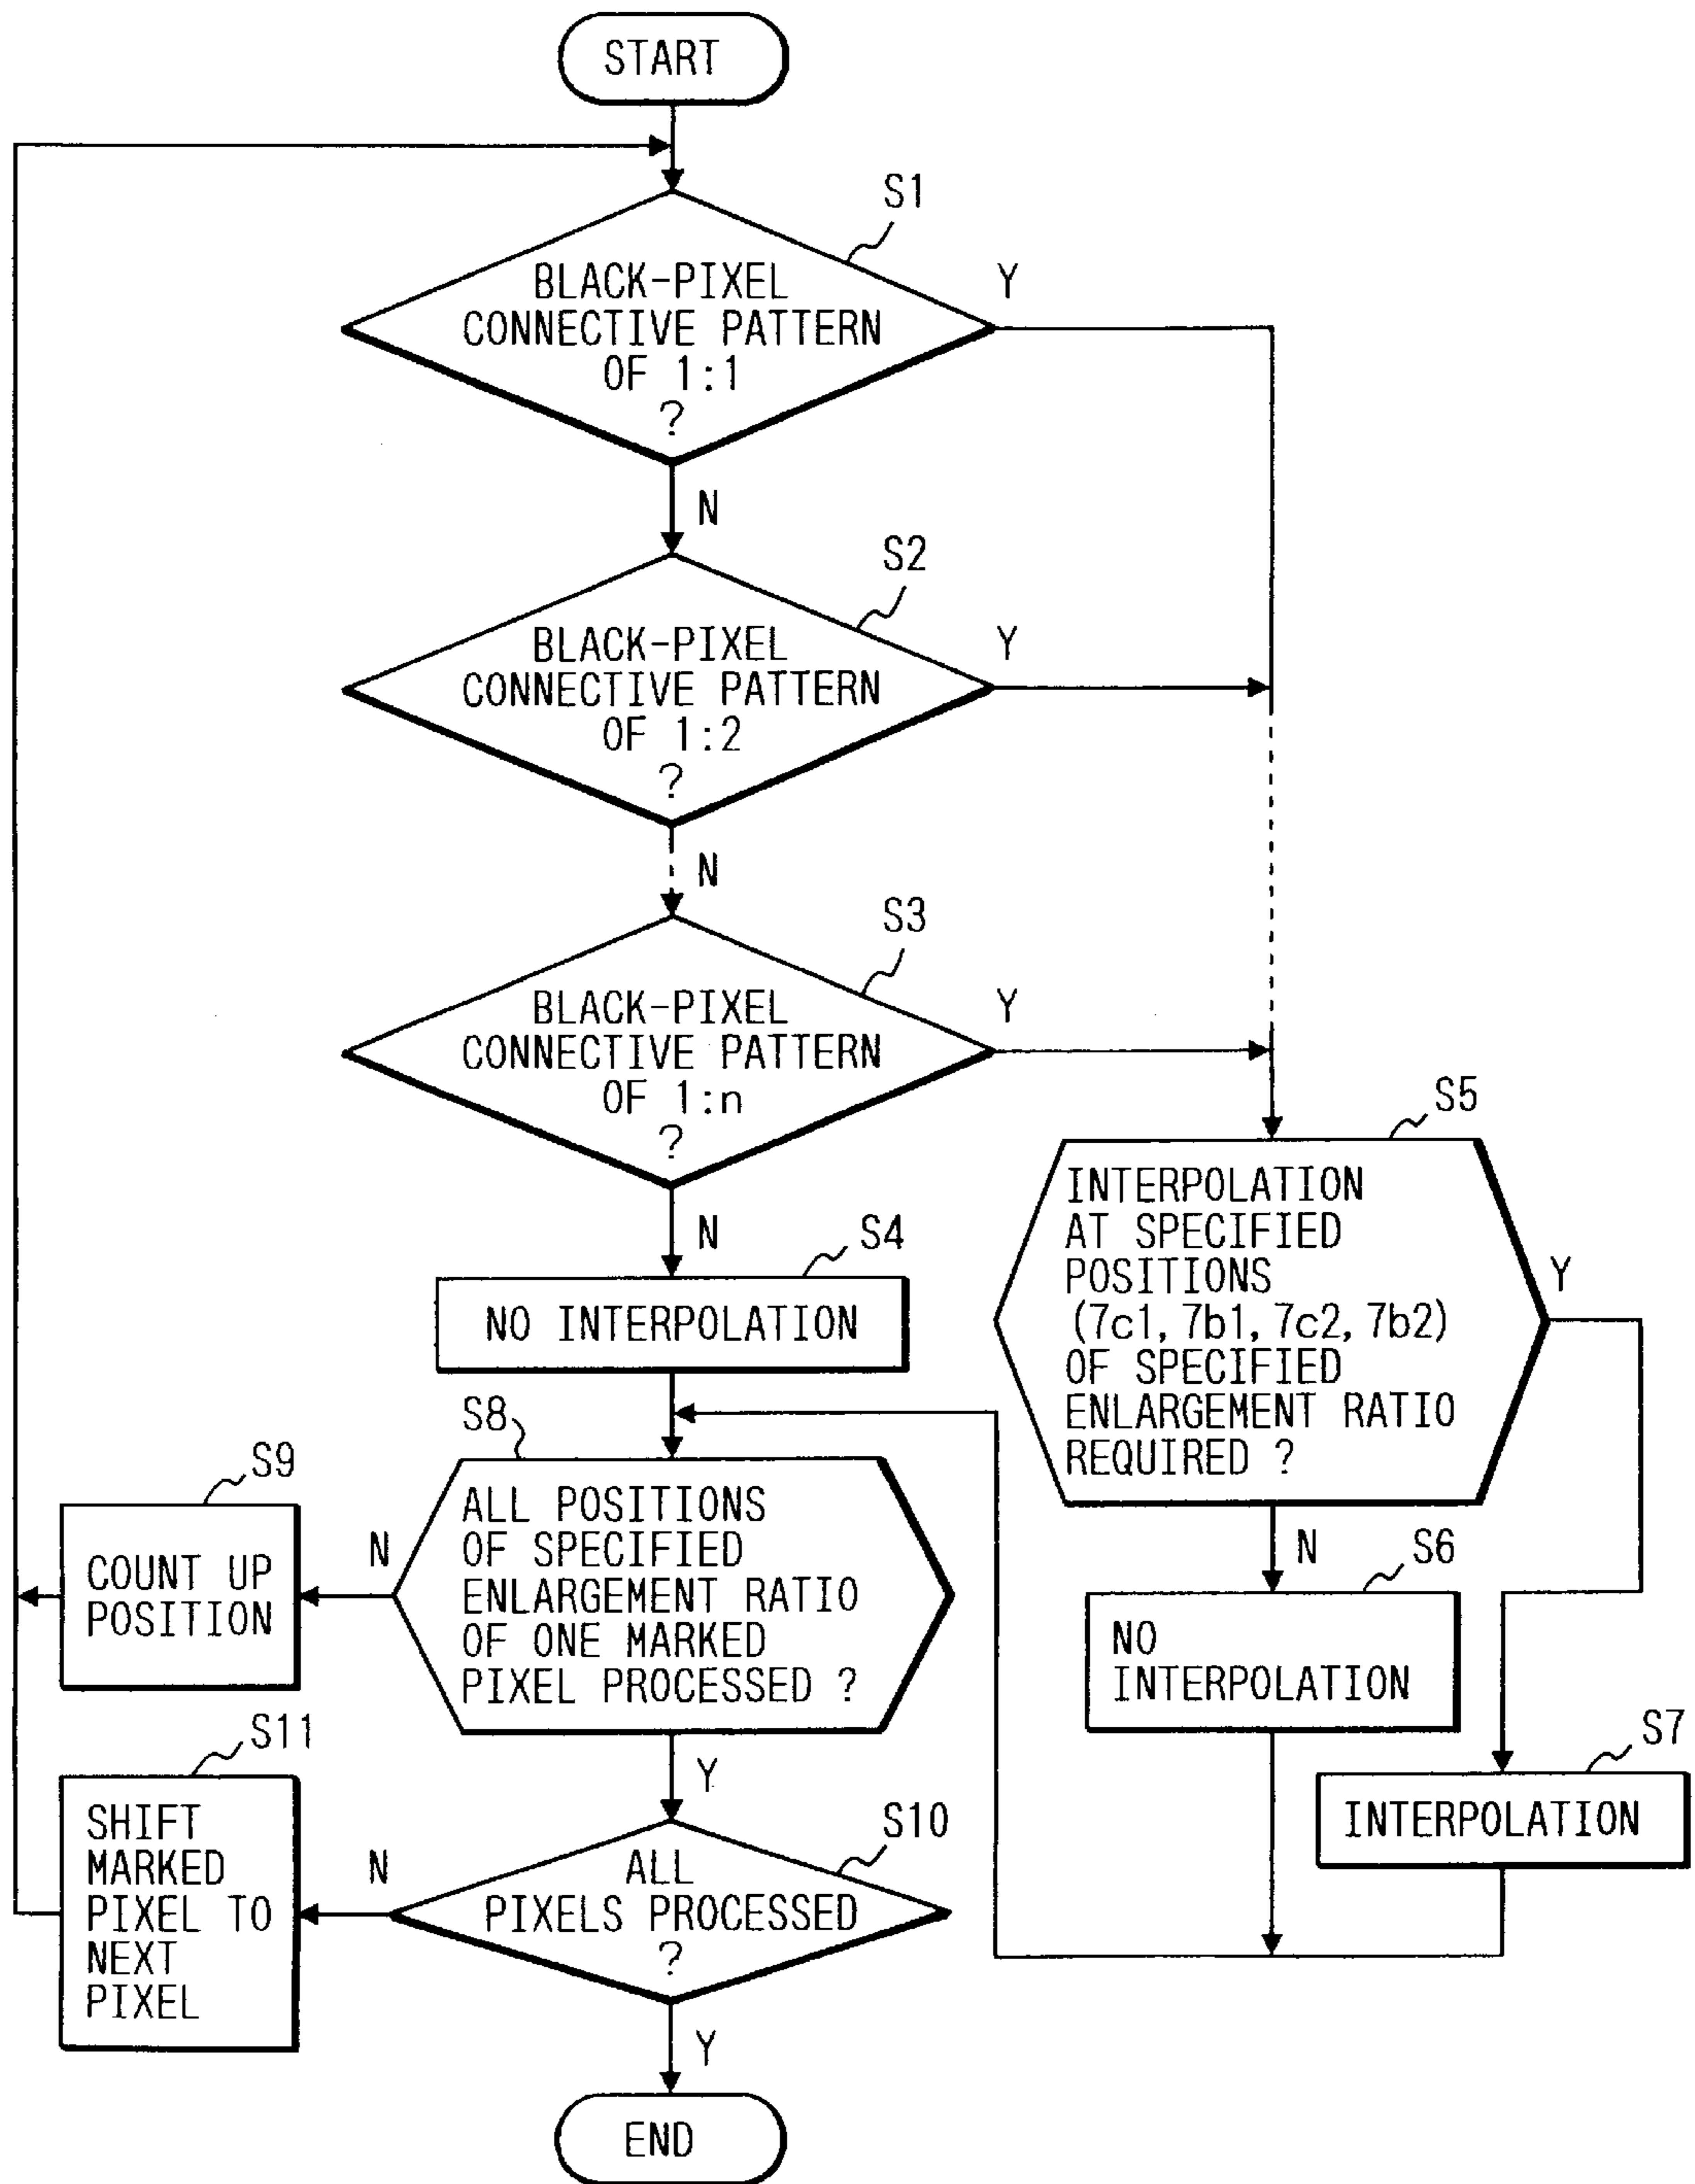 START
S1
BLACK-PIXEL
CONNECTIVE PATTERN
OF 1:1
?
Y
N
S2
BLACK-PIXEL
CONNECTIVE PATTERN
OF 1:2
?
Y
N
S3
BLACK-PIXEL
CONNECTIVE PATTERN
OF 1:n
?
Y
N
S4
NO INTERPOLATION
S5
INTERPOLATION
AT SPECIFIED
POSITIONS
(7c1, 7b1, 7c2, 7b2)
OF SPECIFIED
ENLARGEMENT RATIO
REQUIRED ?
Y
N
S6
NO
INTERPOLATION
S7
INTERPOLATION
S8
ALL POSITIONS
OF SPECIFIED
ENLARGEMENT RATIO
OF ONE MARKED
PIXEL PROCESSED ?
N
Y
S9
COUNT UP
POSITION
S10
ALL
PIXELS PROCESSED
?
N
Y
S11
SHIFT
MARKED
PIXEL TO
NEXT
PIXEL
END